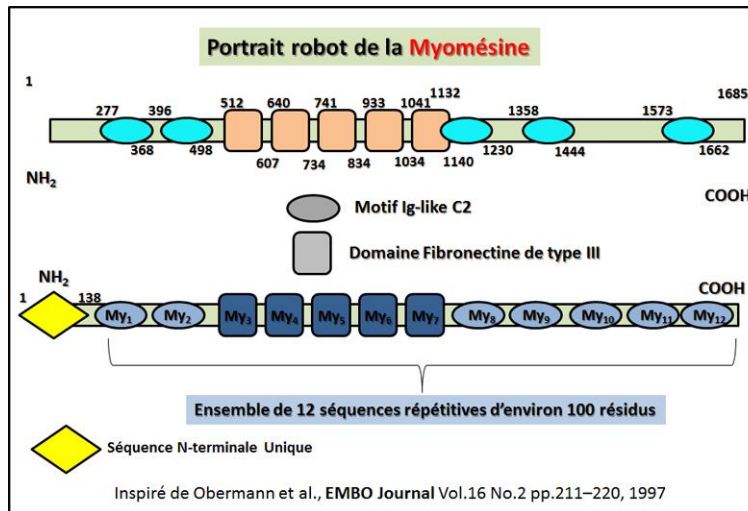 Portrait robot de la Myomésine
1
1132
1685
277 396 512 640 741 933 1041 1358 1573
368 498 607 734 834 1034 1140 1230 1444 1662
NH2
COOH
Motif Ig-like C2
Domaine Fibronectine de type III
NH2
COOH
1
138
My1 My2 My3 My4 My5 My6 My7 My8 My9 My10 My11 My12
Ensemble de 12 séquences répétitives d'environ 100 résidus
Séquence N-terminale Unique
Inspiré de Obermann et al., EMBO Journal Vol.16 No.2 pp.211–220, 1997